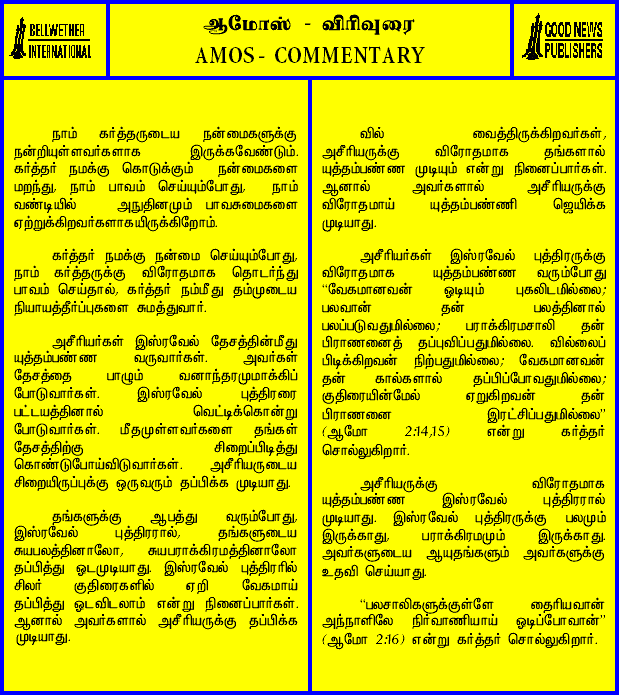 BELLWETHER
INTERNATIONAL
ஆமோஸ் - விரிவுரை
AMOS - COMMENTARY
GOOD NEWS
PUBLISHERS
நாம் கர்த்தருடைய நன்மைகளுக்கு
நன்றியுள்ளவர்களாக இருக்கவேண்டும்.
கர்த்தர் நமக்கு கொடுக்கும் நன்மைகளை
மறந்து, நாம் பாவம் செய்யும்போது, நாம்
வண்டியில் அநுதினமும் பாவசுமைகளை
ஏற்றுக்கிறவர்களாகயிருக்கிறோம்.
கர்த்தர் நமக்கு நன்மை செய்யும்போது,
நாம் கர்த்தருக்கு விரோதமாக தொடர்ந்து
பாவம் செய்தால், கர்த்தர் நம்மீது தம்முடைய
நியாயத்தீர்ப்புகளை சுமத்துவார்.
அசீரியர்கள் இஸ்ரவேல் தேசத்தின்மீது
யுத்தம்பண்ண வருவார்கள். அவர்கள்
தேசத்தை பாழும் வனாந்தரமுமாக்கிப்
போடுவார்கள். இஸ்ரவேல் புத்திரரை
பட்டயத்தினால் வெட்டிக்கொன்று
போடுவார்கள். மீதமுள்ளவர்களை தங்கள்
தேசத்திற்கு சிறைப்பிடித்து
கொண்டுபோய்விடுவார்கள். அசீரியருடைய
சிறையிருப்புக்கு ஒருவரும் தப்பிக்க முடியாது.
தங்களுக்கு ஆபத்து வரும்போது,
இஸ்ரவேல் புத்திரரால், தங்களுடைய
சுயபலத்தினாலோ, சுயபராக்கிரமத்தினாலோ
தப்பித்து ஓடமுடியாது. இஸ்ரவேல் புத்திரரில்
சிலர் குதிரைகளில் ஏறி வேகமாய்
தப்பித்து ஓடவிடலாம் என்று நினைப்பார்கள்.
ஆனால் அவர்களால் அசீரியருக்கு தப்பிக்க
முடியாது.
வில் வைத்திருக்கிறவர்கள்,
அசீரியருக்கு விரோதமாக தங்களால்
யுத்தம்பண்ண முடியும் என்று நினைப்பார்கள்.
ஆனால் அவர்களால் அசீரியருக்கு
விரோதமாய் யுத்தம்பண்ணி ஜெயிக்க
முடியாது.
அசீரியர்கள் இஸ்ரவேல் புத்திரருக்கு
விரோதமாக யுத்தம்பண்ண வரும்போது
“வேகமானவன் ஓடியும் புகலிடமில்லை;
பலவான் தன் பலத்தினால்
பலப்படுவதுமில்லை; பராக்கிரமசாலி தன்
பிராணனைத் தப்புவிப்பதுமில்லை. வில்லைப்
பிடிக்கிறவன் நிற்பதுமில்லை; வேகமானவன்
தன் கால்களால் தப்பிப்போவதுமில்லை;
குதிரையின்மேல் ஏறுகிறவன் தன்
பிராணனை இரட்சிப்பதுமில்லை”
(ஆமோ 2:14,15) என்று கர்த்தர்
சொல்லுகிறார்.
அசீரியருக்கு விரோதமாக
யுத்தம்பண்ண இஸ்ரவேல் புத்திரரால்
முடியாது. இஸ்ரவேல் புத்திரருக்கு பலமும்
இருக்காது, பராக்கிரமமும் இருக்காது.
அவர்களுடைய ஆயுதங்களும் அவர்களுக்கு
உதவி செய்யாது.
“பலசாலிகளுக்குள்ளே தைரியவான்
அந்நாளிலே நிர்வாணியாய் ஓடிப்போவான்”
(ஆமோ 2:16) என்று கர்த்தர் சொல்லுகிறார்.